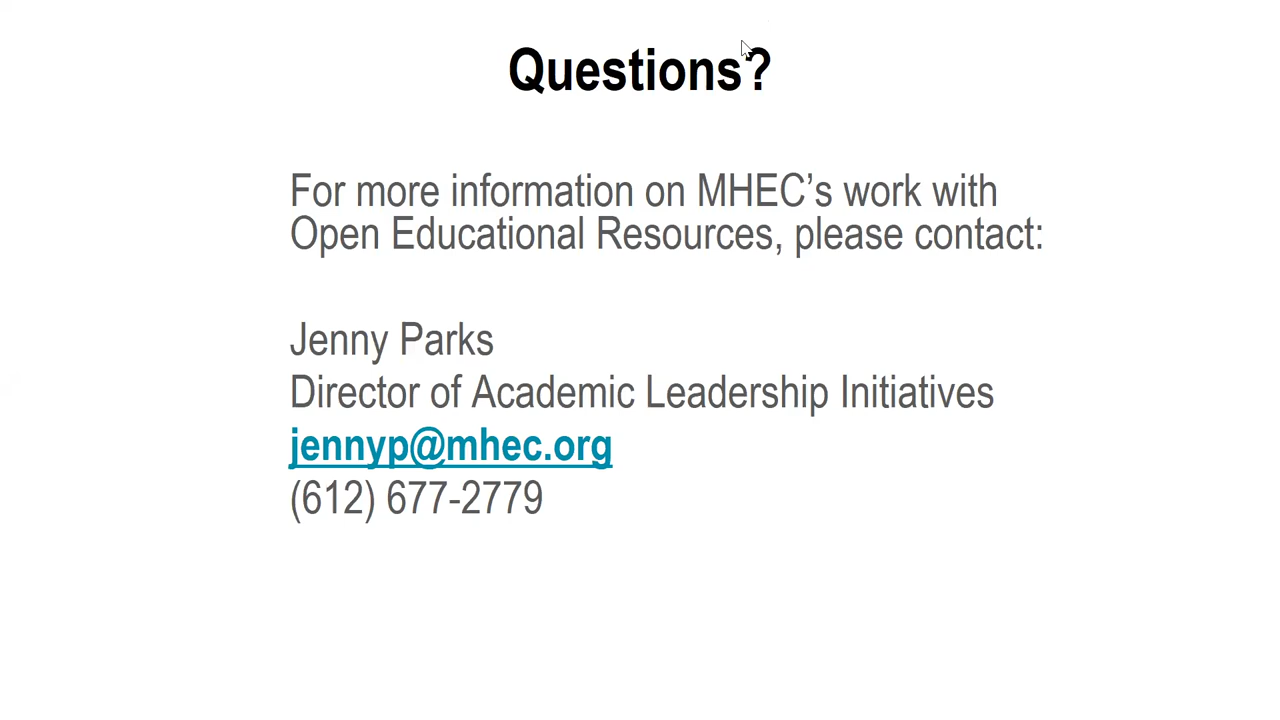 Questions?
For more information on MHEC’s work with
Open Educational Resources, please contact:
Jenny Parks
Director of Academic Leadership Initiatives
jennyp@mhec.org
(612) 677-2779